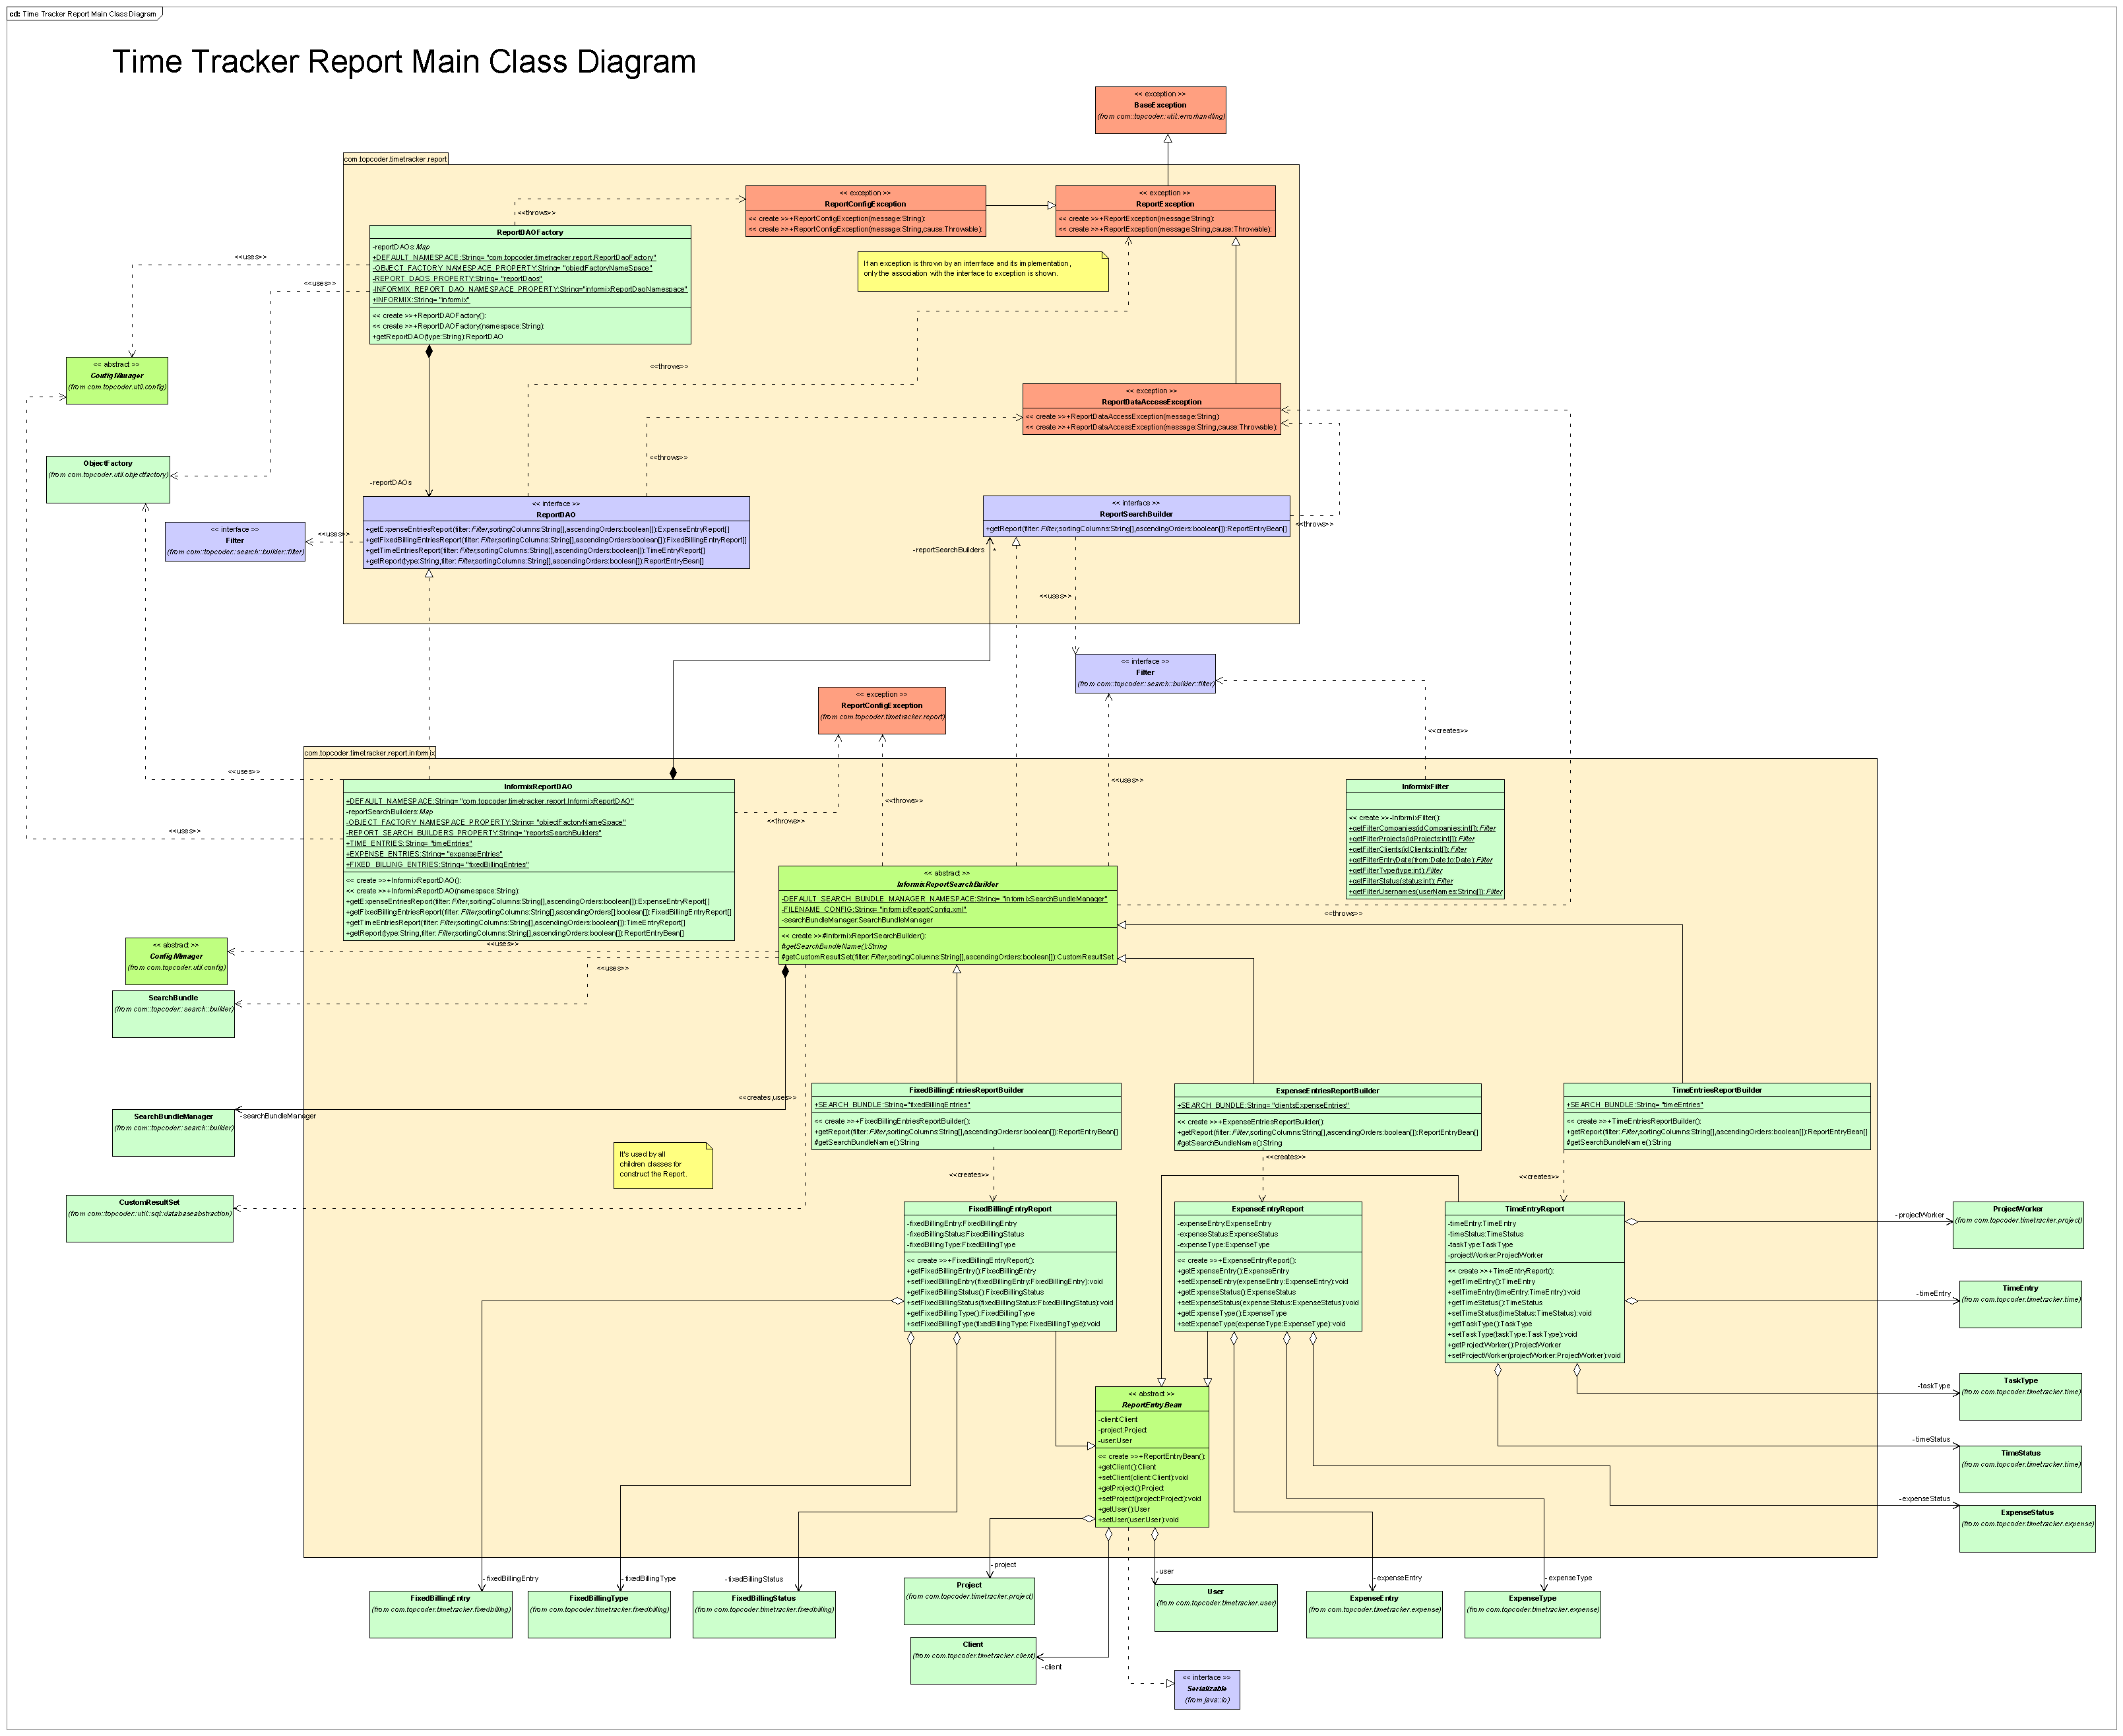 cd: Time Tracker Report Main Class Diagram
Time Tracker Report Main Class Diagram
<< exception >>
BaseException
(from com::topcoder::util::errorhandling)
com.topcoder.timetracker.report
<< exception >>
ReportConfigException
<< create >>+ReportConfigException(message:String):
<< create >>+ReportConfigException(message:String,cause:Throwable):
<< exception >>
ReportException
<< create >>+ReportException(message:String):
<< create >>+ReportException(message:String,cause:Throwable):
<<throws>>
ReportDAOFactory
-reportDAOs:Map
+DEFAULT_NAMESPACE:String= "com.topcoder.timetracker.report.ReportDaoFactory"
-OBJECT_FACTORY_NAMESPACE_PROPERTY:String= "objectFactoryNameSpace"
-REPORT_DAOS_PROPERTY:String= "reportDaos"
-INFORMIX_REPORT_DAO_NAMESPACE_PROPERTY:String="informixReportDaoNamespace"
+INFORMIX:String= "informix"
<< create >>+ReportDAOFactory():
<< create >>+ReportDAOFactory(namespace:String):
+getReportDAO(type:String):ReportDAO
<<uses>>
<<uses>>
If an exception is thrown by an interrface and its implementation,
only the association with the interface to exception is shown.
<< abstract >>
ConfigManager
(from com.topcoder.util.config)
<<throws>>
<< exception >>
ReportDataAccessException
<< create >>+ReportDataAccessException(message:String):
<< create >>+ReportDataAccessException(message:String,cause:Throwable):
ObjectFactory
(from com.topcoder.util.objectfactory)
<<throws>>
-reportDAOs
<< interface >>
Filter
(from com::topcoder::search::builder::filter)
<<uses>>
<< interface >>
ReportDAO
+getExpenseEntriesReport(filter: Filter,sortingColumns:String[],ascendingOrders:boolean[]):ExpenseEntryReport[]
+getFixedBillingEntriesReport(filter: Filter,sortingColumns:String[],ascendingOrders:boolean[]):FixedBillingEntryReport[]
+getTimeEntriesReport(filter: Filter,sortingColumns:String[],ascendingOrders:boolean[]):TimeEntryReport[]
+getReport(type:String,filter: Filter,sortingColumns:String[],ascendingOrders:boolean[]):ReportEntryBean[]
<< interface >>
ReportSearchBuilder
+getReport(filter: Filter,sortingColumns:String[],ascendingOrders:boolean[]):ReportEntryBean[]
<<throws>>
-reportSearchBuilders
*
<<uses>>
<< interface >>
Filter
(from com::topcoder::search::builder::filter)
<< exception >>
ReportConfigException
(from com.topcoder.timetracker.report)
<<creates>>
com.topcoder.timetracker.report.informix
<<uses>>
<<uses>>
InformixReportDAO
+DEFAULT_NAMESPACE:String= "com.topcoder.timetracker.report.InformixReportDAO"
-reportSearchBuilders:Map
-OBJECT_FACTORY_NAMESPACE_PROPERTY:String= "objectFactoryNameSpace"
-REPORT_SEARCH_BUILDERS_PROPERTY:String= "reportsSearchBuilders"
+TIME_ENTRIES:String= "timeEntries"
+EXPENSE_ENTRIES:String= "expenseEntries"
+FIXED_BILLING_ENTRIES:String= "fixedBillingEntries"
<< create >>+InformixReportDAO():
<< create >>+InformixReportDAO(namespace:String):
+getExpenseEntriesReport(filter: Filter,sortingColumns:String[],ascendingOrders:boolean[]):ExpenseEntryReport[]
+getFixedBillingEntriesReport(filter: Filter,sortingColumns:String[],ascendingOrders[]:boolean[]):FixedBillingEntryReport[]
+getTimeEntriesReport(filter: Filter,sortingColumns:String[],ascendingOrders:boolean[]):TimeEntryReport[]
+getReport(type:String,filter: Filter,sortingColumns:String[],ascendingOrders:boolean[]):ReportEntryBean[]
<<throws>>
<<throws>>
<<uses>>
InformixFilter
<< create >>-InformixFilter():
+getFilterCompanies(idCompanies:int[]):Filter
+getFilterProjects(idProjects:int[]):Filter
+getFilterClients(idClients:int[]):Filter
+getFilterEntryDate(from:Date,to:Date):Filter
+getFilterType(type:int):Filter
+getFilterStatus(status:int):Filter
+getFilterUsernames(userNames:String[]):Filter
<<uses>>
<< abstract >>
InformixReportSearchBuilder
-DEFAULT_SEARCH_BUNDLE_MANAGER_NAMESPACE:String= "informixSearchBundleManager"
-FILENAME_CONFIG:String= "informixReportConfig.xml"
-searchBundleManager:SearchBundleManager
<< create >>#InformixReportSearchBuilder():
#getSearchBundleName():String
#getCustomResultSet(filter:Filter,sortingColumns:String[],ascendingOrders:boolean[]):CustomResultSet
<<throws>>
<< abstract >>
ConfigManager
(from com.topcoder.util.config)
<<uses>>
<<uses>>
SearchBundle
(from com::topcoder::search::builder)
<<creates,uses>>
SearchBundleManager
(from com::topcoder::search::builder)
-searchBundleManager
FixedBillingEntriesReportBuilder
+SEARCH_BUNDLE:String="fixedBillingEntries"
<< create >>+FixedBillingEntriesReportBuilder():
+getReport(filter: Filter,sortingColumns:String[],ascendingOrdersr:boolean[]):ReportEntryBean[]
#getSearchBundleName():String
ExpenseEntriesReportBuilder
+SEARCH_BUNDLE:String= "clientsExpenseEntries"
<< create >>+ExpenseEntriesReportBuilder():
+getReport(filter: Filter,sortingColumns:String[],ascendingOrders:boolean[]):ReportEntryBean[]
#getSearchBundleName():String
TimeEntriesReportBuilder
+SEARCH_BUNDLE:String= "timeEntries"
<< create >>+TimeEntriesReportBuilder():
+getReport(filter: Filter,sortingColumns:String[],ascendingOrders:boolean[]):ReportEntryBean[]
#getSearchBundleName():String
It's used by all
children classes for
construct the Report.
<<creates>>
<<creates>>
<<creates>>
CustomResultSet
(from com::topcoder::util::sql::databaseabstraction)
FixedBillingEntryReport
-fixedBillingEntry:FixedBillingEntry
-fixedBillingStatus:FixedBillingStatus
-fixedBillingType:FixedBillingType
<< create >>+FixedBillingEntryReport():
+getFixedBillingEntry():FixedBillingEntry
+setFixedBillingEntry(fixedBillingEntry:FixedBillingEntry):void
+getFixedBillingStatus():FixedBillingStatus
+setFixedBillingStatus(fixedBillingStatus:FixedBillingStatus):void
+getFixedBillingType():FixedBillingType
+setFixedBillingType(fixedBillingType:FixedBillingType):void
ExpenseEntryReport
-expenseEntry:ExpenseEntry
-expenseStatus:ExpenseStatus
-expenseType:ExpenseType
<< create >>+ExpenseEntryReport():
+getExpenseEntry():ExpenseEntry
+setExpenseEntry(expenseEntry:ExpenseEntry):void
+getExpenseStatus():ExpenseStatus
+setExpenseStatus(expenseStatus:ExpenseStatus):void
+getExpenseType():ExpenseType
+setExpenseType(expenseType:ExpenseType):void
TimeEntryReport
-timeEntry:TimeEntry
-timeStatus:TimeStatus
-taskType:TaskType
-projectWorker:ProjectWorker
<< create >>+TimeEntryReport():
+getTimeEntry():TimeEntry
+setTimeEntry(timeEntry:TimeEntry):void
+getTimeStatus():TimeStatus
+setTimeStatus(timeStatus:TimeStatus):void
+getTaskType():TaskType
+setTaskType(taskType:TaskType):void
+getProjectWorker():ProjectWorker
+setProjectWorker(projectWorker:ProjectWorker):void
-projectWorker
ProjectWorker
(from com.topcoder.timetracker.project)
-timeEntry
TimeEntry
(from com.topcoder.timetracker.time)
-taskType
TaskType
(from com.topcoder.timetracker.time)
-timeStatus
TimeStatus
(from com.topcoder.timetracker.time)
-expenseStatus
ExpenseStatus
(from com.topcoder.timetracker.expense)
<< abstract >>
ReportEntryBean
-client:Client
-project:Project
-user:User
<< create >>+ReportEntryBean():
+getClient():Client
+setClient(client:Client):void
+getProject():Project
+setProject(project:Project):void
+getUser():User
+setUser(user:User):void
-fixedBillingEntry
-fixedBillingType
-fixedBillingStatus
-project
-user
-expenseEntry
-expenseType
FixedBillingEntry
(from com.topcoder.timetracker.fixedbilling)
FixedBillingType
(from com.topcoder.timetracker.fixedbilling)
FixedBillingStatus
(from com.topcoder.timetracker.fixedbilling)
Project
(from com.topcoder.timetracker.project)
User
(from com.topcoder.timetracker.user)
ExpenseEntry
(from com.topcoder.timetracker.expense)
ExpenseType
(from com.topcoder.timetracker.expense)
Client
(from com.topcoder.timetracker.client)
-client
<< interface >>
Serializable
(from java::io)